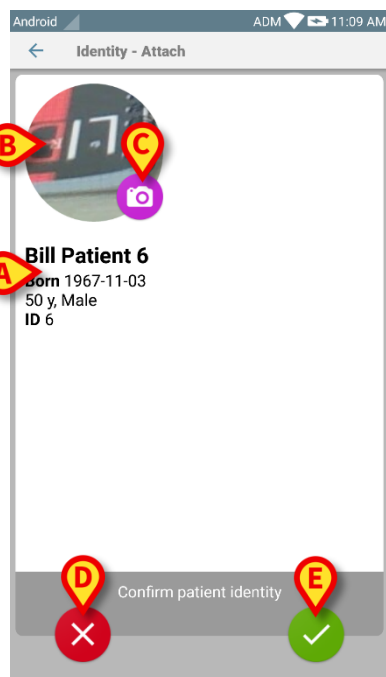 Android ADM 11:09 AM
Identity - Attach
B
C
Bill Patient 6
A
Born 1967-11-03
50 y, Male
ID 6
D
E
Confirm patient identity